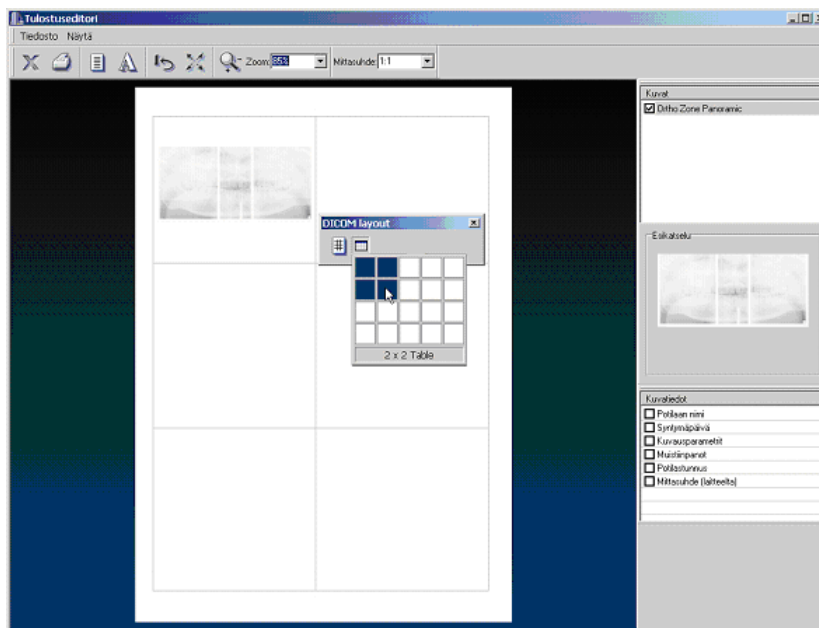 Tulostuseditori
Tiedosto Näytä
Zoom: 85% Mittasuhde: 1:1
Kuvat
Ortho Zone Panoramic
DICOM layout
2 x 2 Table
Esikatselu
Kuvatiedot
Potilaan nimi
Syntymäpäivä
Kuvausparametrit
Muistiinpanot
Potilastunnus
Mittasuhde (laitteelta)